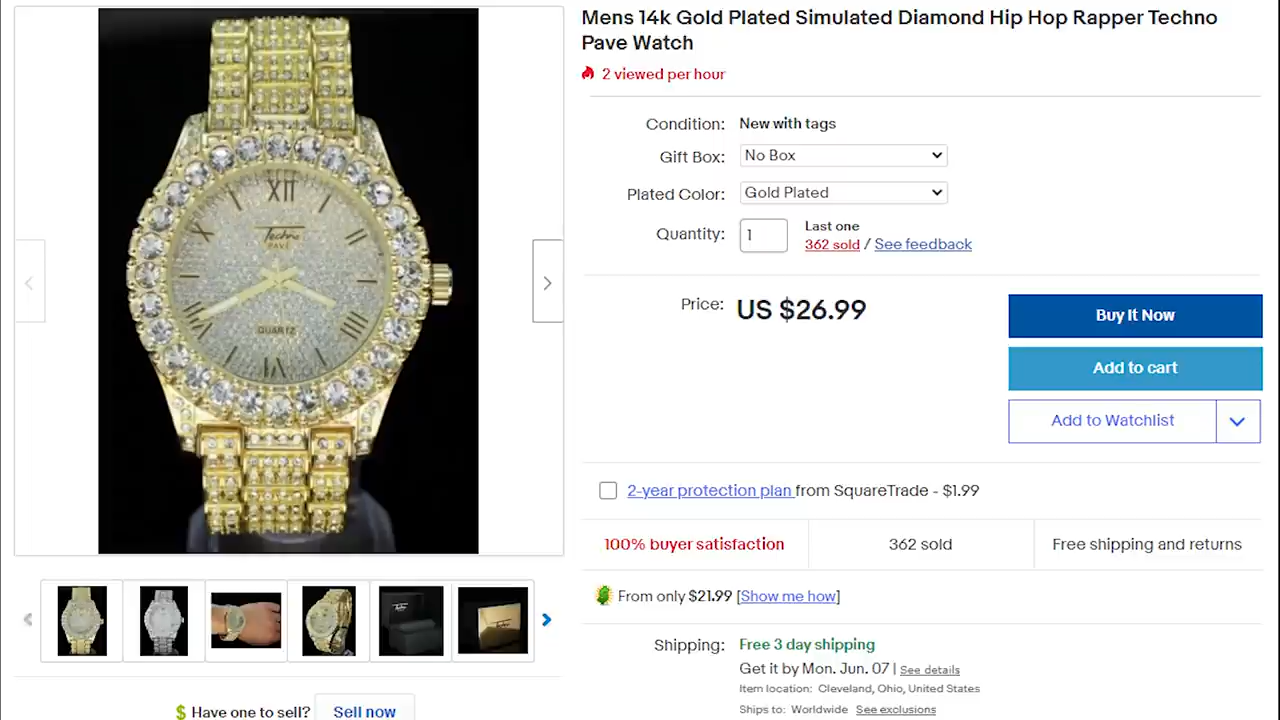 Mens 14k Gold Plated Simulated Diamond Hip Hop Rapper Techno
Pave Watch
2 viewed per hour
Condition: New with tags
Gift Box: No Box
Plated Color: Gold Plated
Quantity: 1
Last one
362 sold / See feedback
Price: US $26.99
Buy It Now
Add to cart
Add to Watchlist
2-year protection plan from SquareTrade - $1.99
100% buyer satisfaction
362 sold
Free shipping and returns
From only $21.99 [Show me how]
Shipping: Free 3 day shipping
Get it by Mon. Jun. 07 | See details
Item location: Cleveland, Ohio, United States
Ships to: Worldwide See exclusions
XII
Techno
PAVE
QUARTZ
$ Have one to sell? Sell now